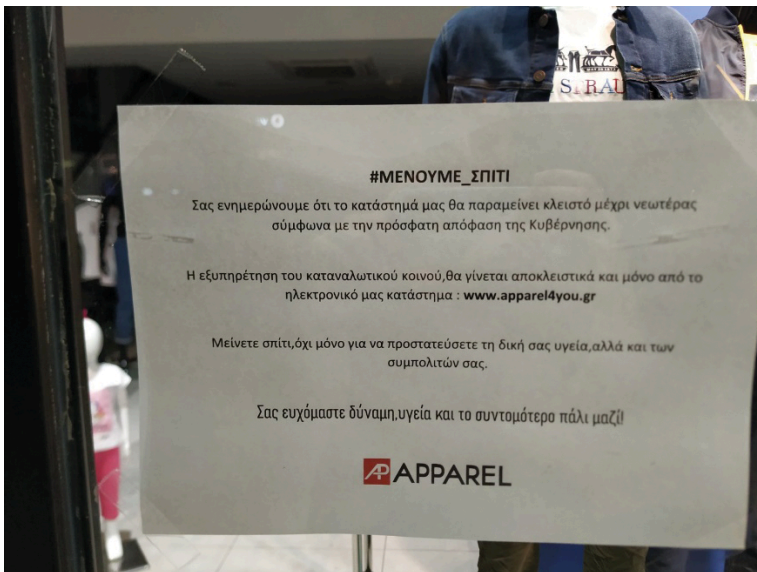 #ΜΕΝΟΥΜΕ_ΣΠΙΤΙ
Σας ενημερώνουμε ότι το κατάστημά μας θα παραμείνει κλειστό μέχρι νεωτέρας
σύμφωνα με την πρόσφατη απόφαση της Κυβέρνησης.
Η εξυπηρέτηση του καταναλωτικού κοινού,θα γίνεται αποκλειστικά και μόνο από το
ηλεκτρονικό μας κατάστημα : www.apparel4you.gr
Μείνετε σπίτι,όχι μόνο για να προστατεύσετε τη δική σας υγεία,αλλά και των
συμπολιτών σας.
Σας ευχόμαστε δύναμη,υγεία και το συντομότερο πάλι μαζί!
AP APPAREL